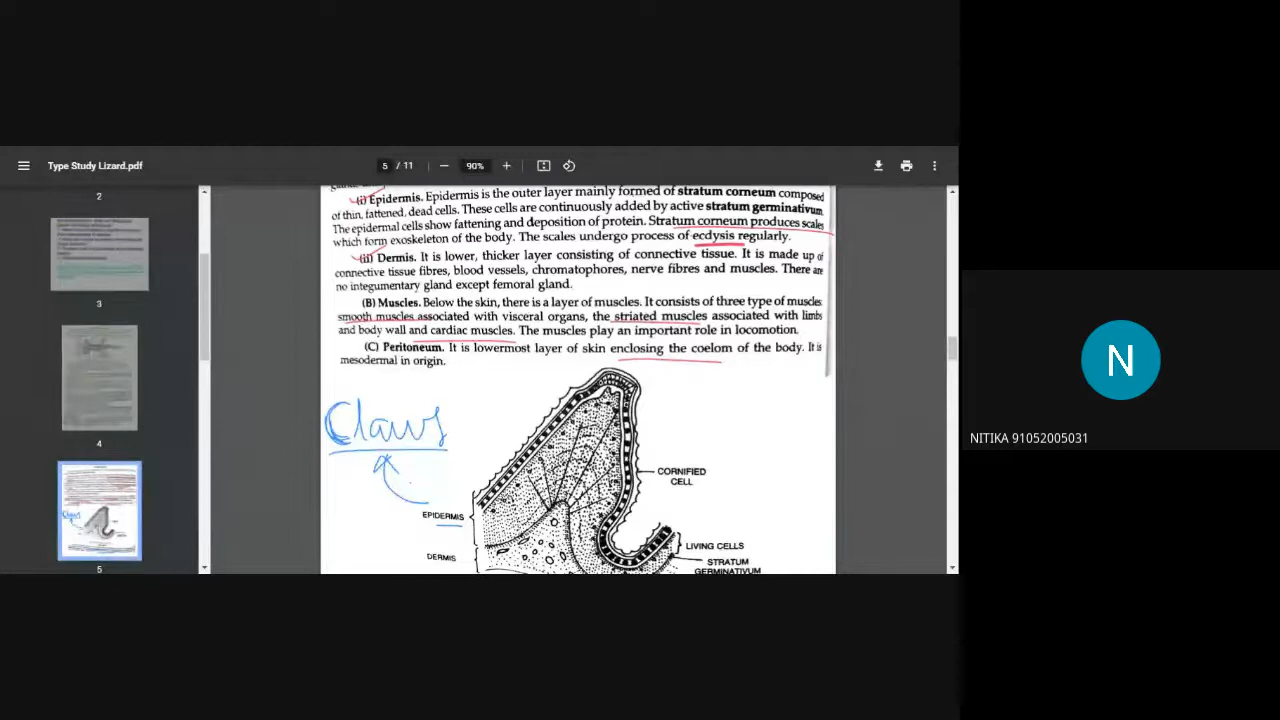 Type Study Lizard.pdf
5 / 11
90%
2
3
4
5
(i) Epidermis. Epidermis is the outer layer mainly formed of stratum corneum composed
of thin, fattened, dead cells. These cells are continuously added by active stratum germinativum.
The epidermal cells show fattening and deposition of protein. Stratum corneum produces scales
which form exoskeleton of the body. The scales undergo process of ecdysis regularly.
(ii) Dermis. It is lower, thicker layer consisting of connective tissue. It is made up of
connective tissue fibres, blood vessels, chromatophores, nerve fibres and muscles. There are
no integumentary gland except femoral gland.
(B) Muscles. Below the skin, there is a layer of muscles. It consists of three type of muscles
smooth muscles associated with visceral organs, the striated muscles associated with limbs
and body wall and cardiac muscles. The muscles play an important role in locomotion.
(C) Peritoneum. It is lowermost layer of skin enclosing the coelom of the body. It is
mesodermal in origin.
Claws
CORNIFIED
CELL
EPIDERMIS
LIVING CELLS
DERMIS
STRATUM
GERMINATIVUM
N
NITIKA 91052005031